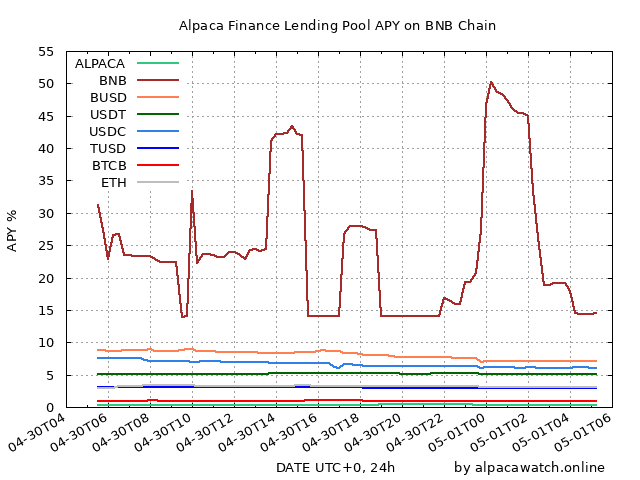 Alpaca Finance Lending Pool APY on BNB Chain
55
50
45
40
35
30
25
20
15
10
5
0
APY %
ALPACA
BNB
BUSD
USDT
USDC
TUSD
BTCB
ETH
04-30T04
04-30T06
04-30T08
04-30T10
04-30T12
04-30T14
04-30T16
04-30T18
04-30T20
04-30T22
05-01T00
05-01T02
05-01T04
05-01T06
DATE UTC+0, 24h by alpacawatch.online